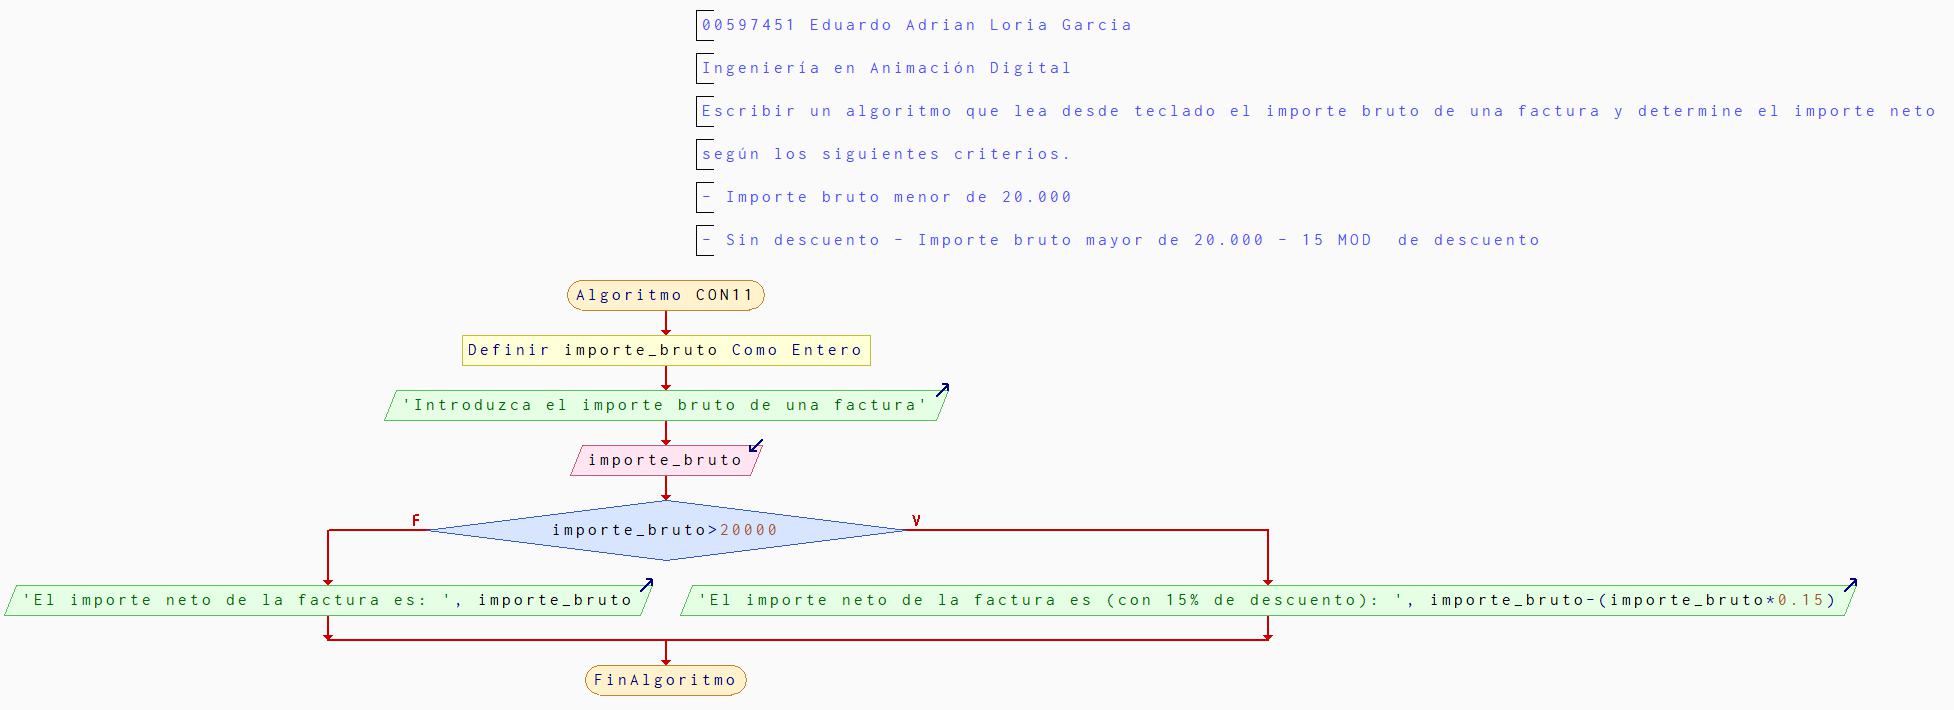 00597451 Eduardo Adrian Loria Garcia
Ingeniería en Animación Digital
Escribir un algoritmo que lea desde teclado el importe bruto de una factura y determine el importe neto
según los siguientes criterios.
- Importe bruto menor de 20.000
- Sin descuento - Importe bruto mayor de 20.000 - 15 MOD  de descuento
Algoritmo CON11
Definir importe_bruto Como Entero
'Introduzca el importe bruto de una factura'
importe_bruto
F
importe_bruto>20000
V
'El importe neto de la factura es: ', importe_bruto
'El importe neto de la factura es (con 15% de descuento): ', importe_bruto-(importe_bruto*0.15)
FinAlgoritmo